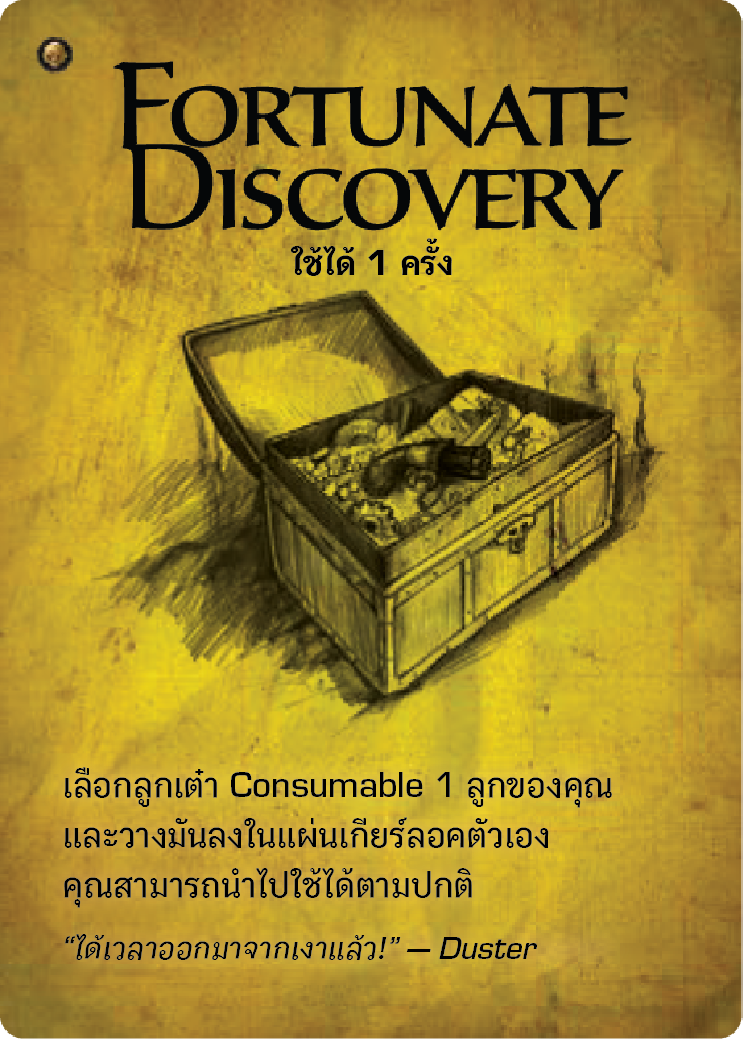 FORTUNATE
DISCOVERY
ใช้ได้ 1 ครั้ง
เลือกลูกเต๋า Consumable 1 ลูกของคุณ
และวางมันลงในแผ่นเกียร์ลอคตัวเอง
คุณสามารถนำไปใช้ได้ตามปกติ
“ได้เวลาออกมาจากเงาแล้ว!” — Duster